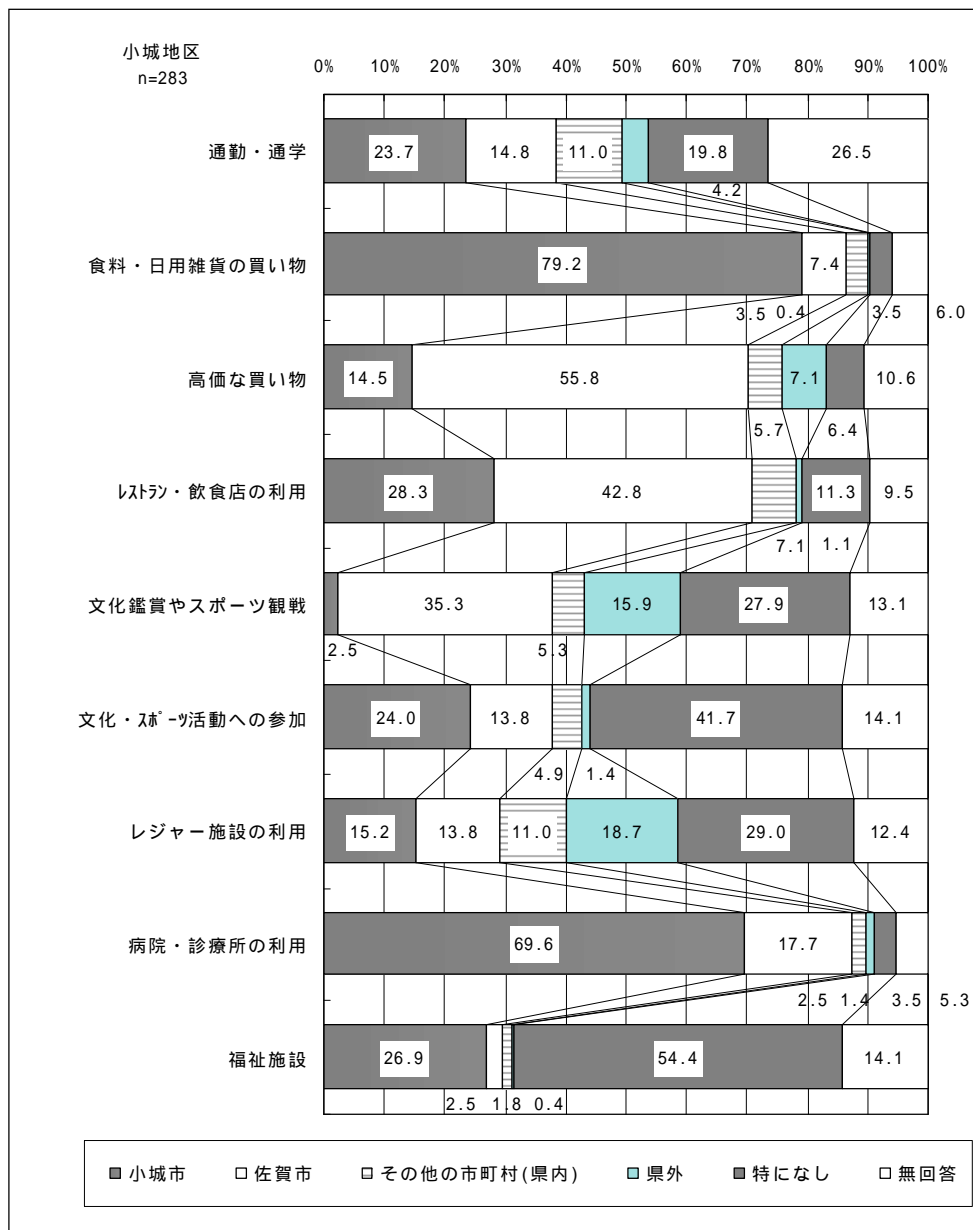 小城地区
n=283
0% 10% 20% 30% 40% 50% 60% 70% 80% 90% 100%
通勤・通学 23.7 14.8 11.0 19.8 26.5
4.2
食料・日用雑貨の買い物 79.2 7.4
3.5 0.4 3.5 6.0
高価な買い物 14.5 55.8 7.1 10.6
5.7 6.4
ﾚｽﾄﾗﾝ・飲食店の利用 28.3 42.8 11.3 9.5
7.1 1.1
文化鑑賞やスポーツ観戦 35.3 15.9 27.9 13.1
2.5 5.3
文化・ｽﾎﾟｰﾂ活動への参加 24.0 13.8 41.7 14.1
4.9 1.4
レジャー施設の利用 15.2 13.8 11.0 18.7 29.0 12.4
病院・診療所の利用 69.6 17.7
2.5 1.4 3.5 5.3
福祉施設 26.9 54.4 14.1
2.5 1.8 0.4
小城市 佐賀市 その他の市町村(県内) 県外 特になし 無回答